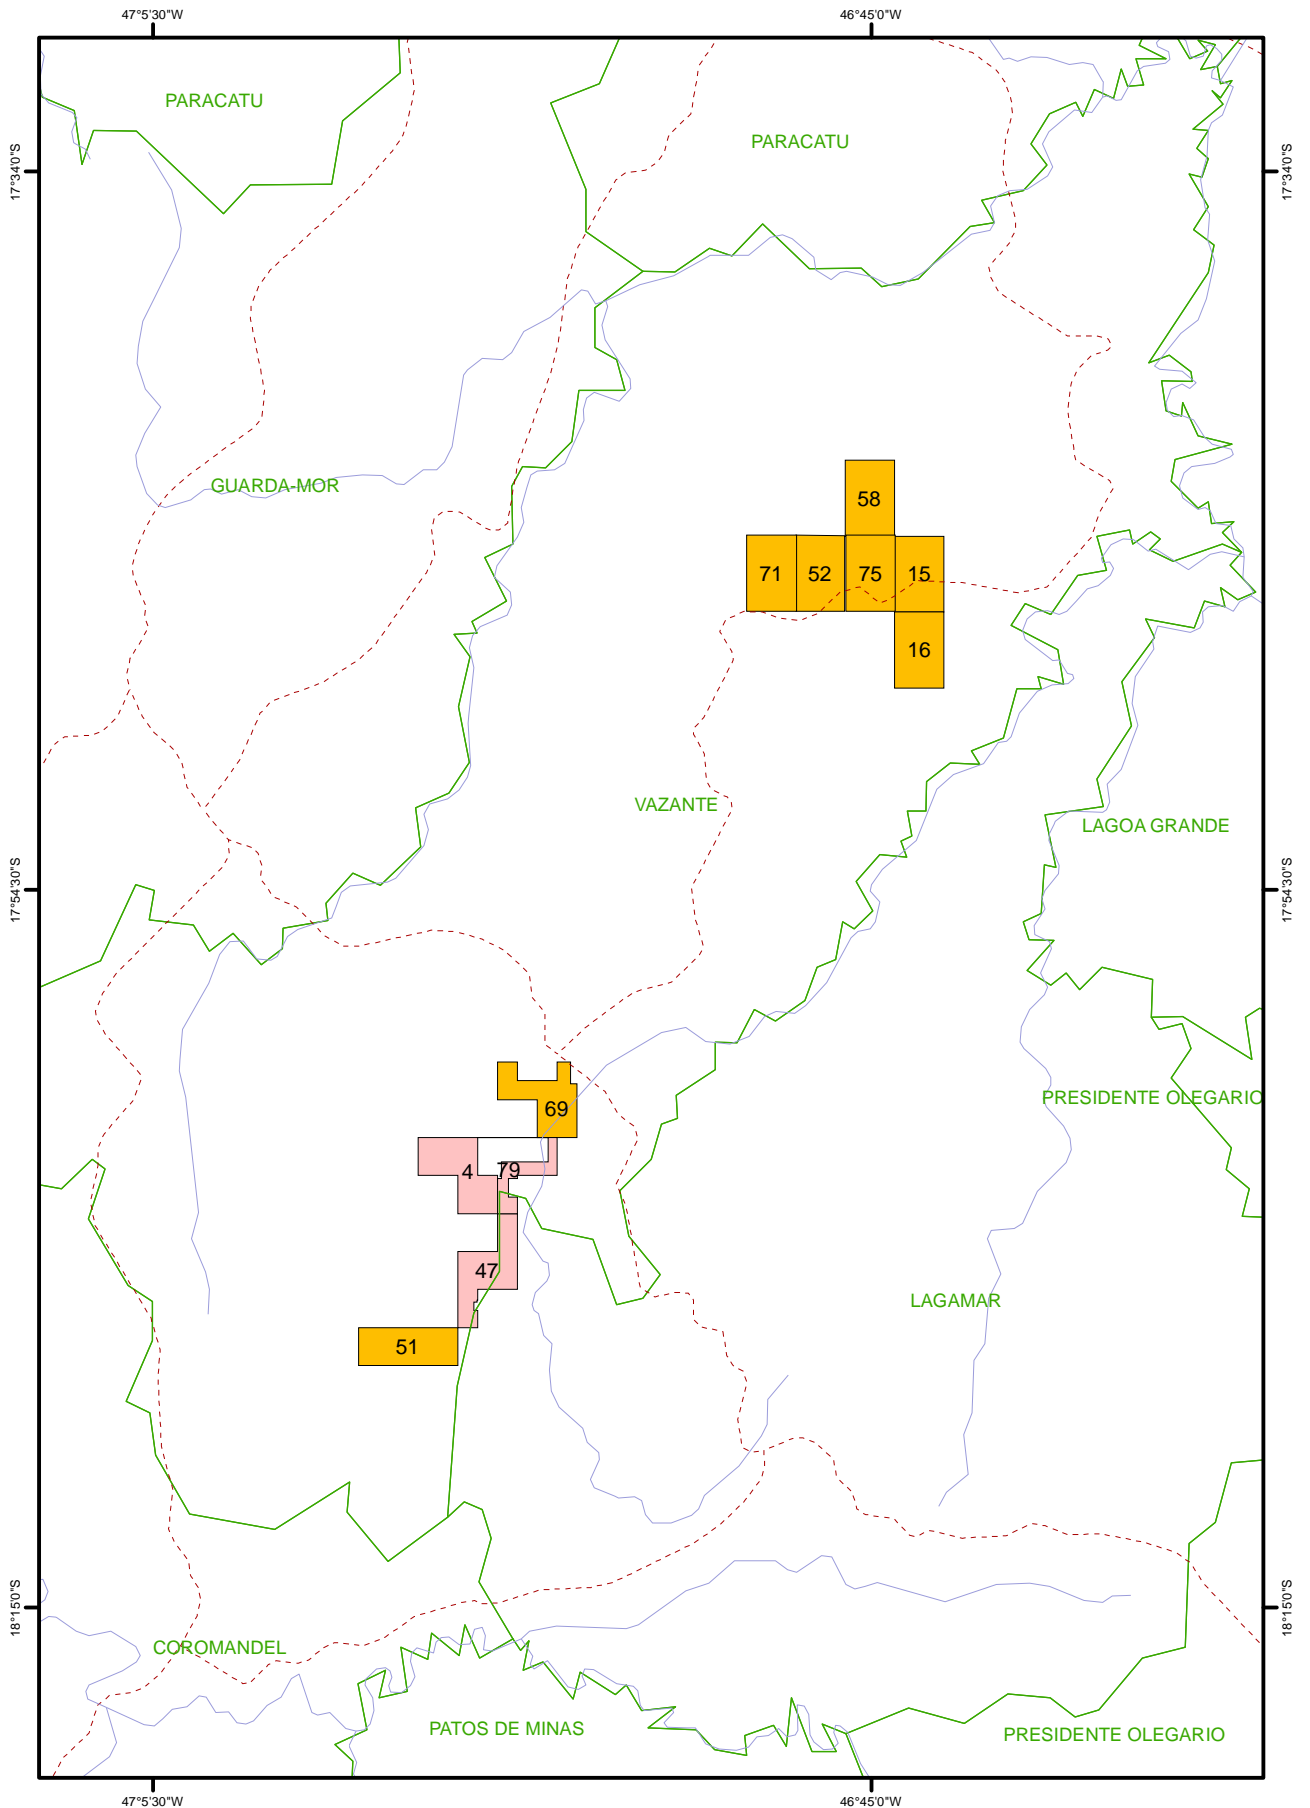 47°5'30"W
46°45'0"W
PARACATU
PARACATU
17°34'0"S
17°34'0"S
GUARDA-MOR
58
71
52
75
15
16
VAZANTE
LAGOA GRANDE
17°54'30"S
17°54'30"S
PRESIDENTE OLEGARIO
69
4
79
47
LAGAMAR
51
18°15'0"S
18°15'0"S
COROMANDEL
PATOS DE MINAS
PRESIDENTE OLEGARIO
47°5'30"W
46°45'0"W